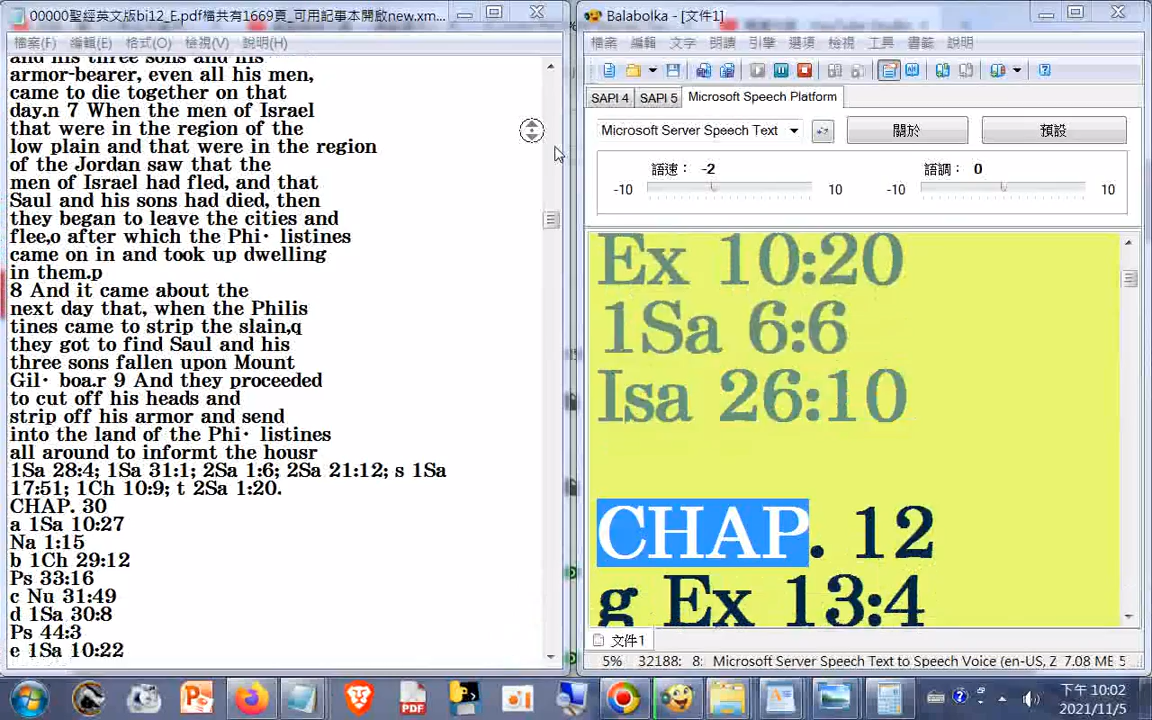 00000聖經英文版bi12_E.pdf檔共有1669頁_可用記事本開啟new.xm...
檔案(F) 編輯(E) 格式(O) 檢視(V) 說明(H)
and his three sons and his
armor-bearer, even all his men,
came to die together on that
day.n 7 When the men of Israel
that were in the region of the
low plain and that were in the region
of the Jordan saw that the
men of Israel had fled, and that
Saul and his sons had died, then
they began to leave the cities and
flee,o after which the Phi· listines
came on in and took up dwelling
in them.p
8 And it came about the
next day that, when the Philis
tines came to strip the slain,q
they got to find Saul and his
three sons fallen upon Mount
Gil· boa.r 9 And they proceeded
to cut off his heads and
strip off his armor and send
into the land of the Phi· listines
all around to informt the housr
1Sa 28:4; 1Sa 31:1; 2Sa 1:6; 2Sa 21:12; s 1Sa
17:51; 1Ch 10:9; t 2Sa 1:20.
CHAP. 30
a 1Sa 10:27
Na 1:15
b 1Ch 29:12
Ps 33:16
c Nu 31:49
d 1Sa 30:8
Ps 44:3
e 1Sa 10:22
Balabolka - [文件1]
檔案 編輯 文字 朗讀 引擎 選項 檢視 工具 書籤 說明
SAPI 4 SAPI 5 Microsoft Speech Platform
Microsoft Server Speech Text 關於 預設
語速: -2 語調: 0
-10 10 -10 10
Ex 10:20
1Sa 6:6
Isa 26:10
CHAP. 12
g Ex 13:4
文件1
5% 32188: 8: Microsoft Server Speech Text to Speech Voice (en-US, Z 7.08 MB 5
PDF
下午 10:02
2021/11/5